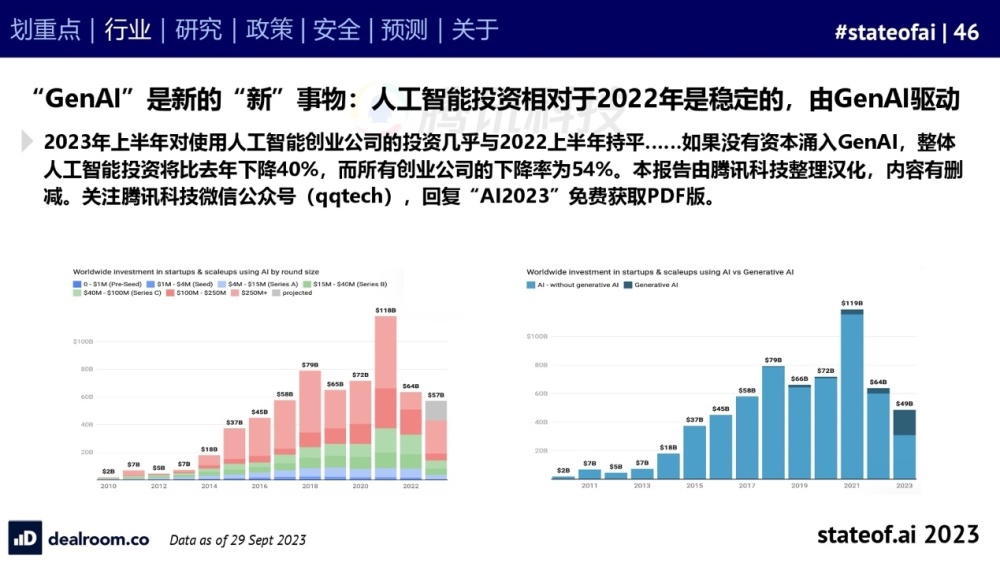 划重点 | 行业 | 研究 | 政策 | 安全 | 预测 | 关于
#stateofai | 46
“GenAI”是新的“新”事物：人工智能投资相对于2022年是稳定的，由GenAI驱动
2023年上半年对使用人工智能创业公司的投资几乎与2022上半年持平……如果没有资本涌入GenAI，整体
人工智能投资将比去年下降40%，而所有创业公司的下降率为54%。本报告由腾讯科技整理汉化，内容有删
减。关注腾讯科技微信公众号（qqtech），回复“AI2023”免费获取PDF版。
腾讯科技
Worldwide investment in startups & scaleups using AI by round size
0 - $1M (Pre-Seed) $1M - $4M (Seed) $4M - $15M (Series A) $15M - $40M (Series B)
$40M - $100M (Series C) $100M - $250M $250M+ projected
$118B
$100B
$79B
80B
$72B
$65B
$64B
60B
$58B
$57B
$45B
40B
$37B
20B
$18B
$2B $7B $5B $7B
2010 2012 2014 2016 2018 2020 2022
Worldwide investment in startups & scaleups using AI vs Generative AI
AI - without generative AI Generative AI
$119B
$100B
80B
$79B
$72B
$66B
$64B
60B
$58B
$49B
$45B
40B
$37B
20B
$18B
$2B $7B $5B $7B
2011 2013 2015 2017 2019 2021 2023
dealroom.co
Data as of 29 Sept 2023
stateof.ai 2023